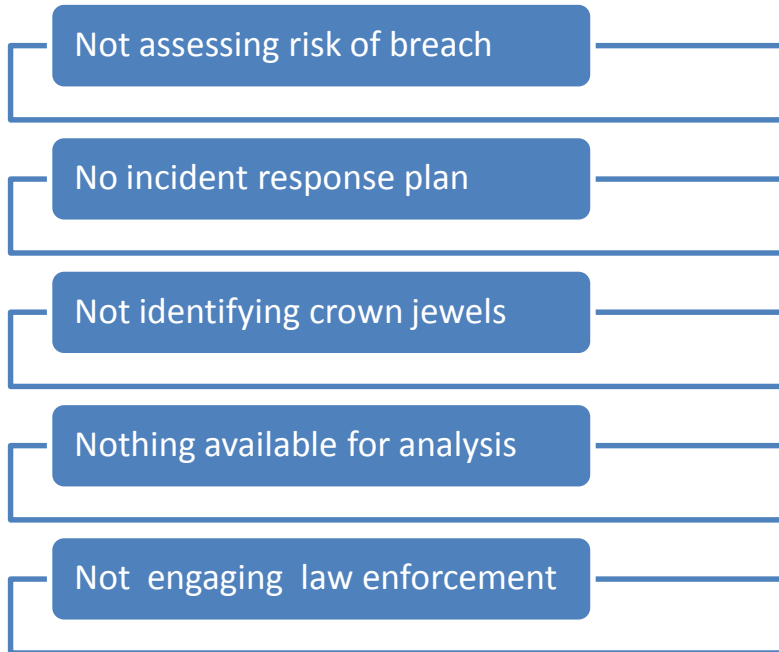 Not assessing risk of breach
No incident response plan
Not identifying crown jewels
Nothing available for analysis
Not  engaging  law enforcement